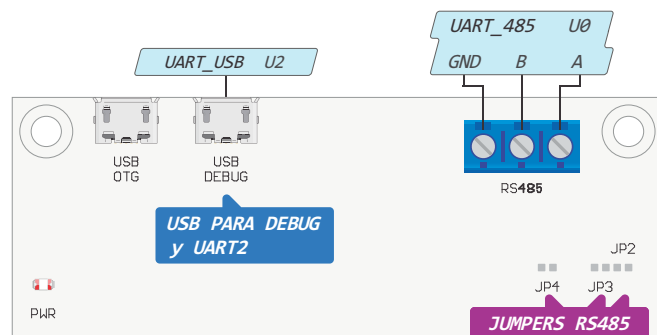 UART_485 U0
GND B A
UART_USB U2
USB
OTG
USB
DEBUG
RS485
USB PARA DEBUG
y UART2
JP2
JP4 JP3
PWR
JUMPERS RS485